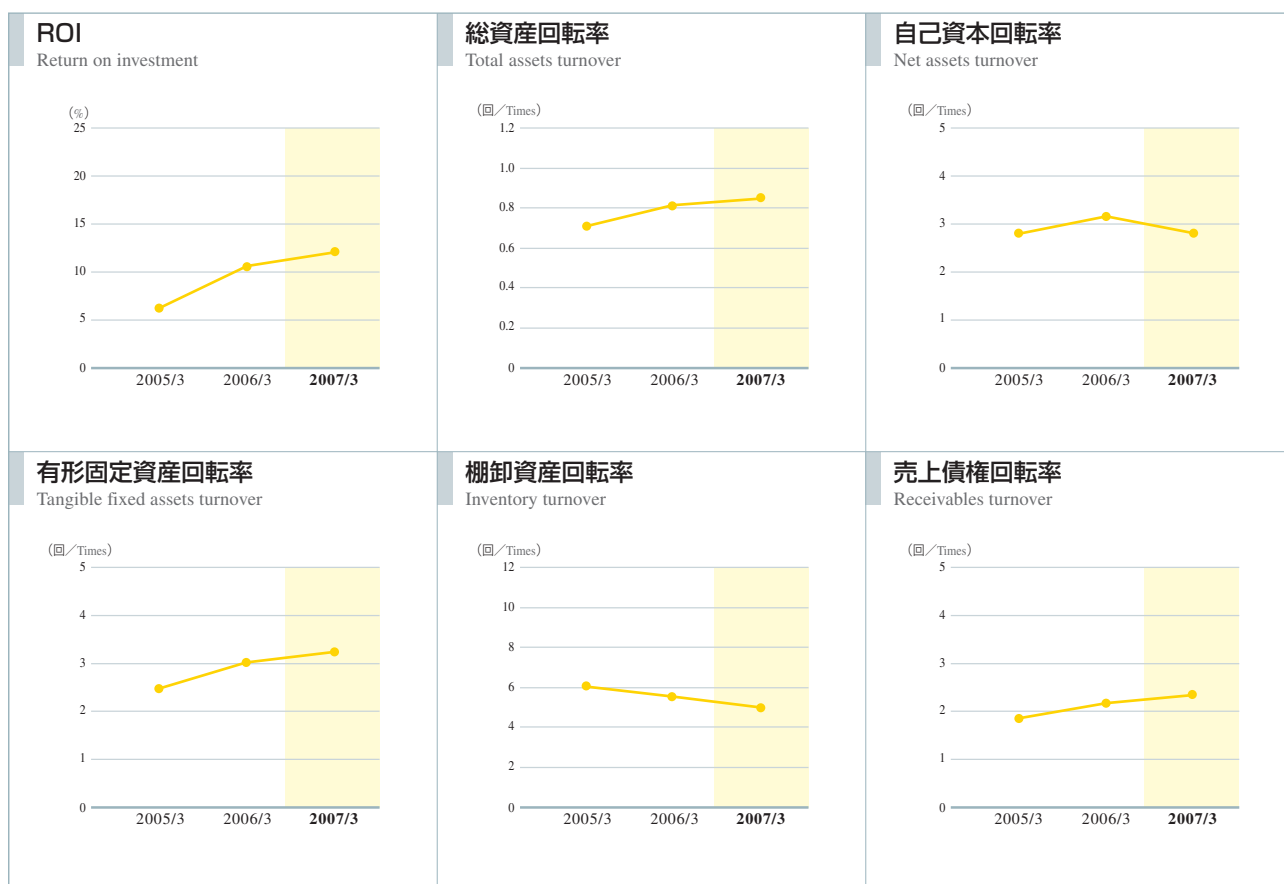 ROI
Return on investment
（%）
25
20
15
10
5
0
2005/3 2006/3 2007/3
総資産回転率
Total assets turnover
（回／Times）
1.2
1.0
0.8
0.6
0.4
0.2
0
2005/3 2006/3 2007/3
自己資本回転率
Net assets turnover
（回／Times）
5
4
3
2
1
0
2005/3 2006/3 2007/3
有形固定資産回転率
Tangible fixed assets turnover
（回／Times）
5
4
3
2
1
0
2005/3 2006/3 2007/3
棚卸資産回転率
Inventory turnover
（回／Times）
12
10
8
6
4
2
0
2005/3 2006/3 2007/3
売上債権回転率
Receivables turnover
（回／Times）
5
4
3
2
1
0
2005/3 2006/3 2007/3